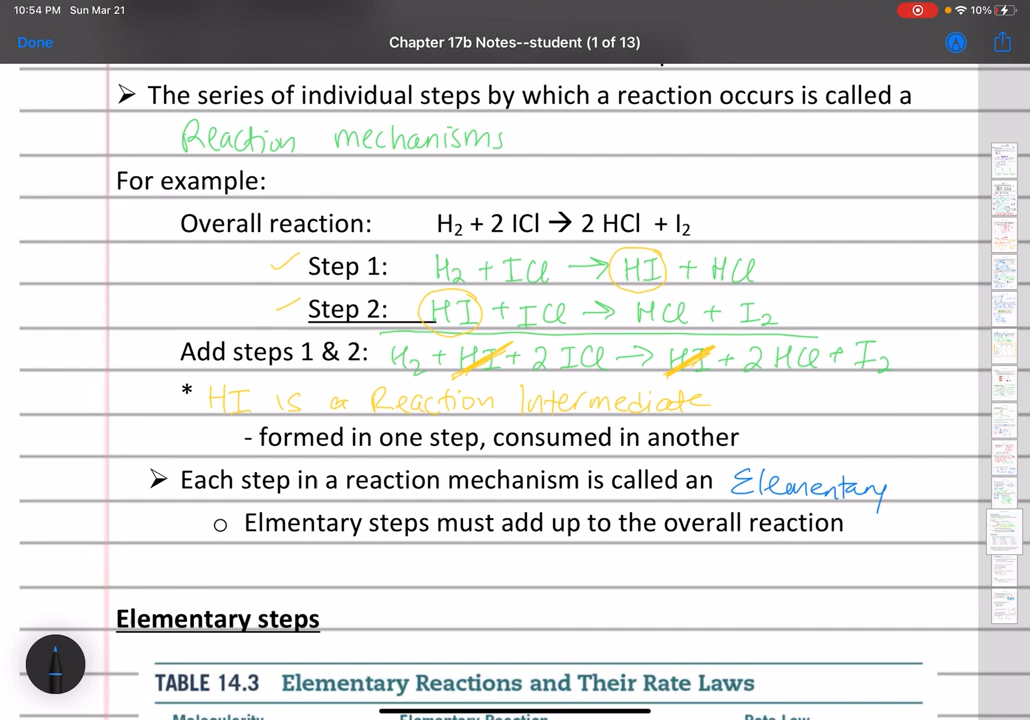 10:54 PM Sun Mar 21 10%
Done Chapter 17b Notes--student (1 of 13)
➤ The series of individual steps by which a reaction occurs is called a
Reaction mechanisms
For example:
Overall reaction: H₂ + 2 ICl → 2 HCl + I₂
✓ Step 1: H₂ + ICl → HI + HCl
✓ Step 2: HI + ICl → HCl + I₂
Add steps 1 & 2: H₂ + HI + 2 ICl → HI + 2 HCl + I₂
* HI is a Reaction Intermediate
- formed in one step, consumed in another
➤ Each step in a reaction mechanism is called an Elementary
o Elmentary steps must add up to the overall reaction
Elementary steps
TABLE 14.3 Elementary Reactions and Their Rate Laws
Molecularity Elementary Reaction Rate Law